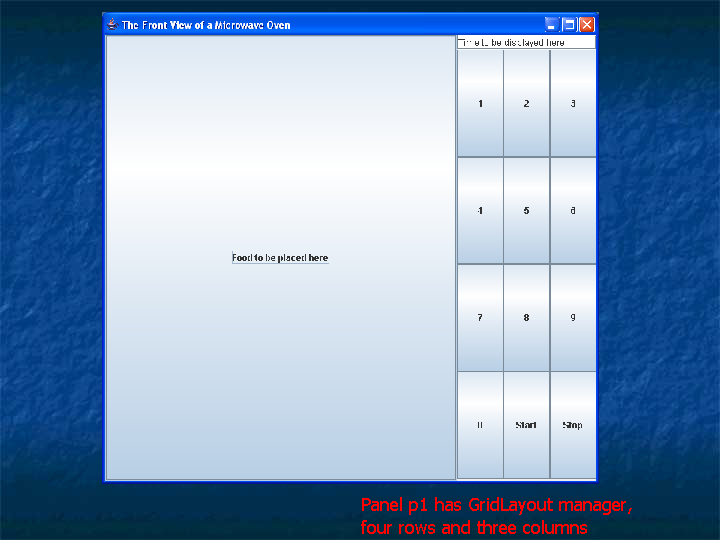 The Front View of a Microwave Oven
Time to be displayed here
1 2 3
4 5 6
Food to be placed here
7 8 9
0 Start Stop
Panel p1 has GridLayout manager,
four rows and three columns